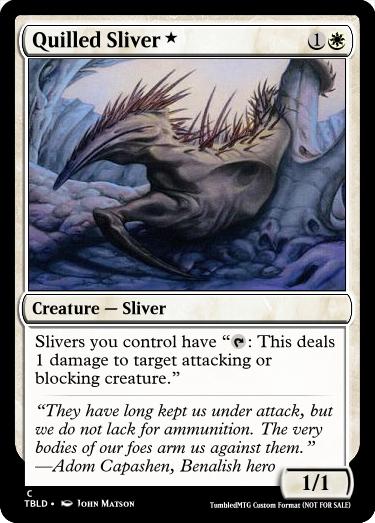 Quilled Sliver ★ 1
Creature — Sliver
Slivers you control have “: This deals
1 damage to target attacking or
blocking creature.”
“They have long kept us under attack, but
we do not lack for ammunition. The very
bodies of our foes arm us against them.”
—Adom Capashen, Benalish hero
1/1
C
TBLD • John Matson
TumbledMTG Custom Format (NOT FOR SALE)